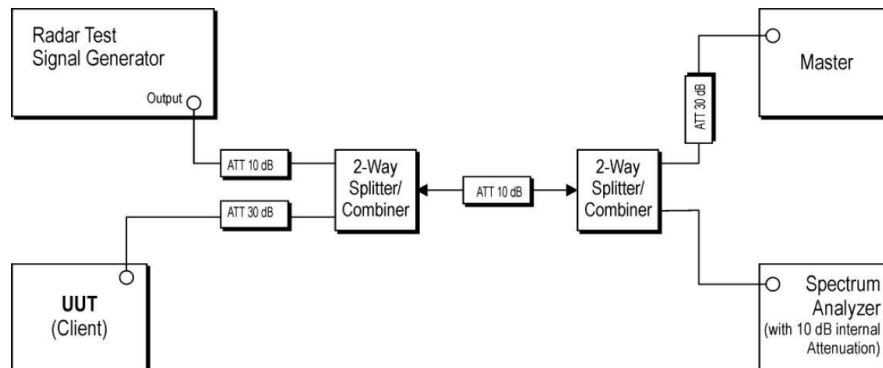 Radar Test
Signal Generator
Output
ATT 10 dB
ATT 30 dB
UUT
(Client)
2-Way
Splitter/
Combiner
ATT 10 dB
2-Way
Splitter/
Combiner
ATT 30 dB
Master
Spectrum
Analyzer
(with 10 dB internal
Attenuation)